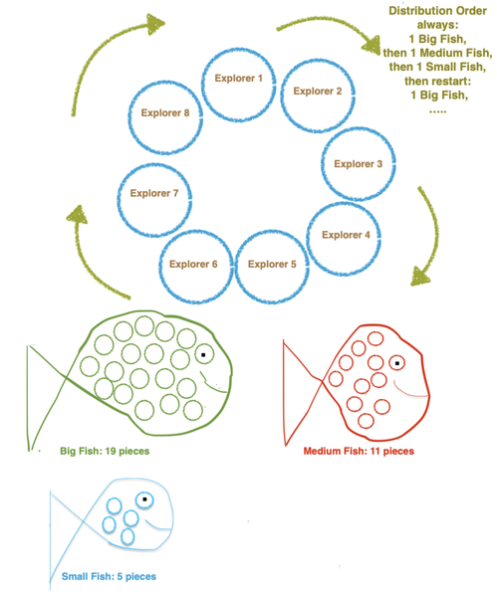 Distribution Order
always:
1 Big Fish,
then 1 Medium Fish,
then 1 Small Fish,
then restart:
1 Big Fish,
.....
Explorer 1
Explorer 2
Explorer 8
Explorer 3
Explorer 7
Explorer 4
Explorer 6
Explorer 5
Big Fish: 19 pieces
Medium Fish: 11 pieces
Small Fish: 5 pieces